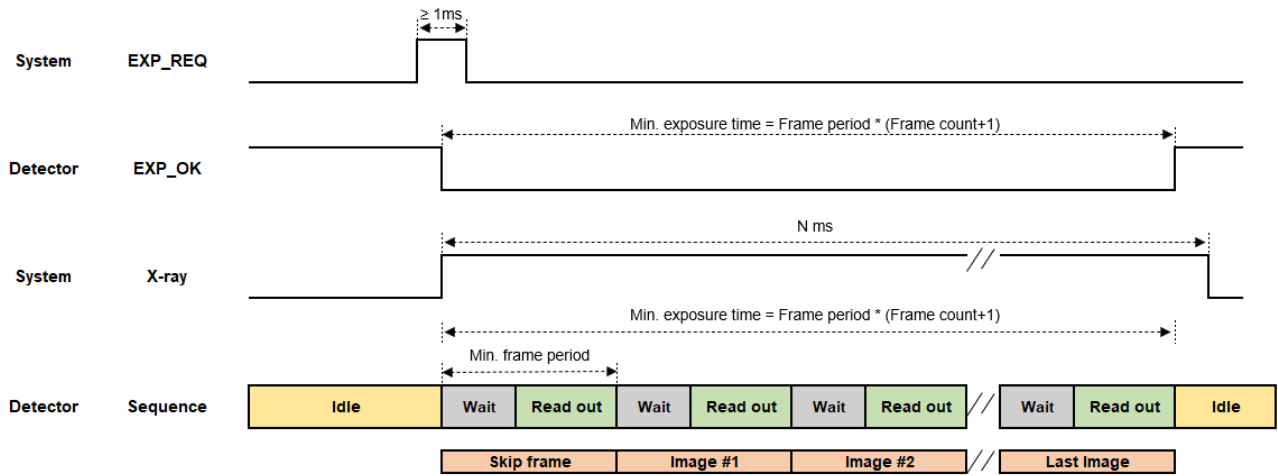 ≥ 1ms
System EXP_REQ
Min. exposure time = Frame period * (Frame count+1)
Detector EXP_OK
N ms
System X-ray
Min. exposure time = Frame period * (Frame count+1)
Min. frame period
Detector Sequence Idle Wait Read out Wait Read out Wait Read out Wait Read out Idle
Skip frame Image #1 Image #2 Last Image